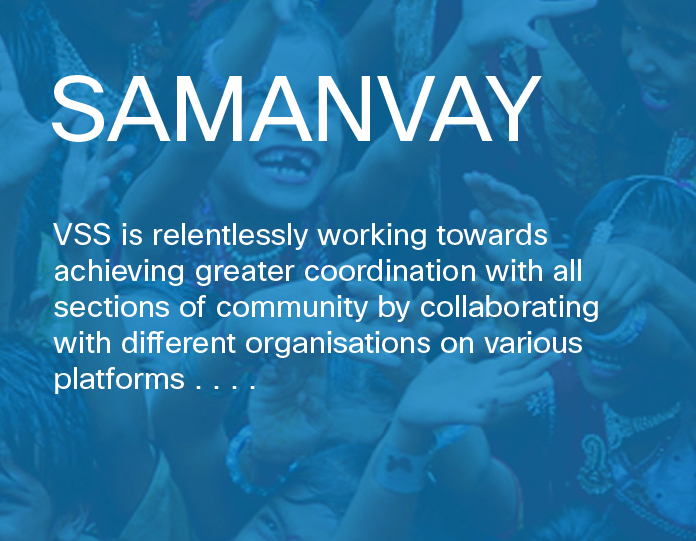 SAMANVAY
VSS is relentlessly working towards
achieving greater coordination with all
sections of community by collaborating
with different organisations on various
platforms . . . .